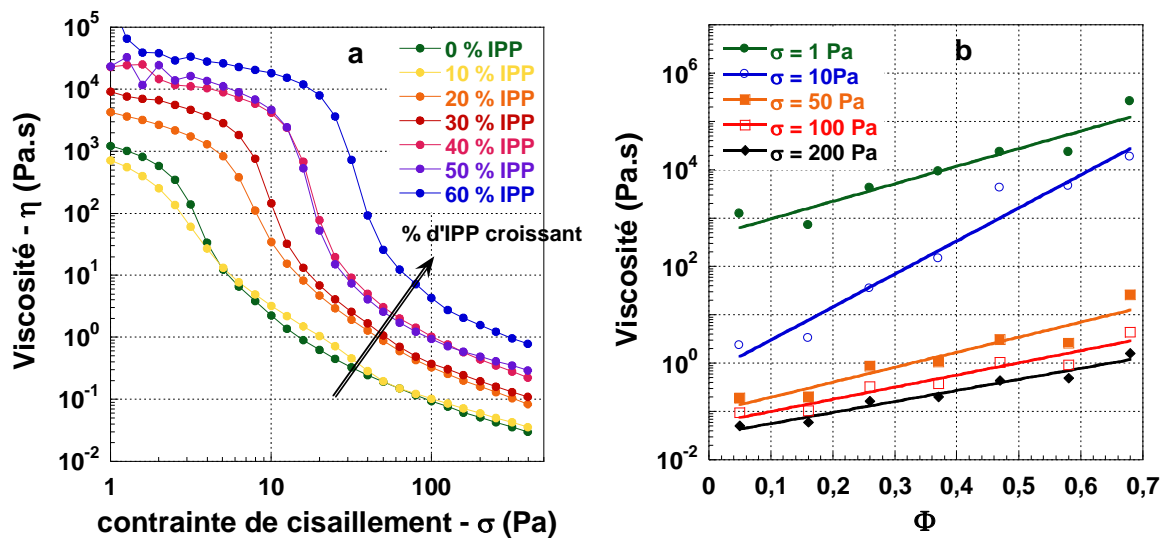 a
0 % IPP
10 % IPP
20 % IPP
30 % IPP
40 % IPP
50 % IPP
60 % IPP
% d'IPP croissant
10^5
10^4
10^3
10^2
10^1
10^0
10^-1
10^-2
Viscosité - η (Pa.s)
1
10
100
contrainte de cisaillement - σ (Pa)
b
σ = 1 Pa
σ = 10Pa
σ = 50 Pa
σ = 100 Pa
σ = 200 Pa
10^6
10^4
10^2
10^0
10^-2
Viscosité (Pa.s)
0
0,1
0,2
0,3
0,4
0,5
0,6
0,7
Φ